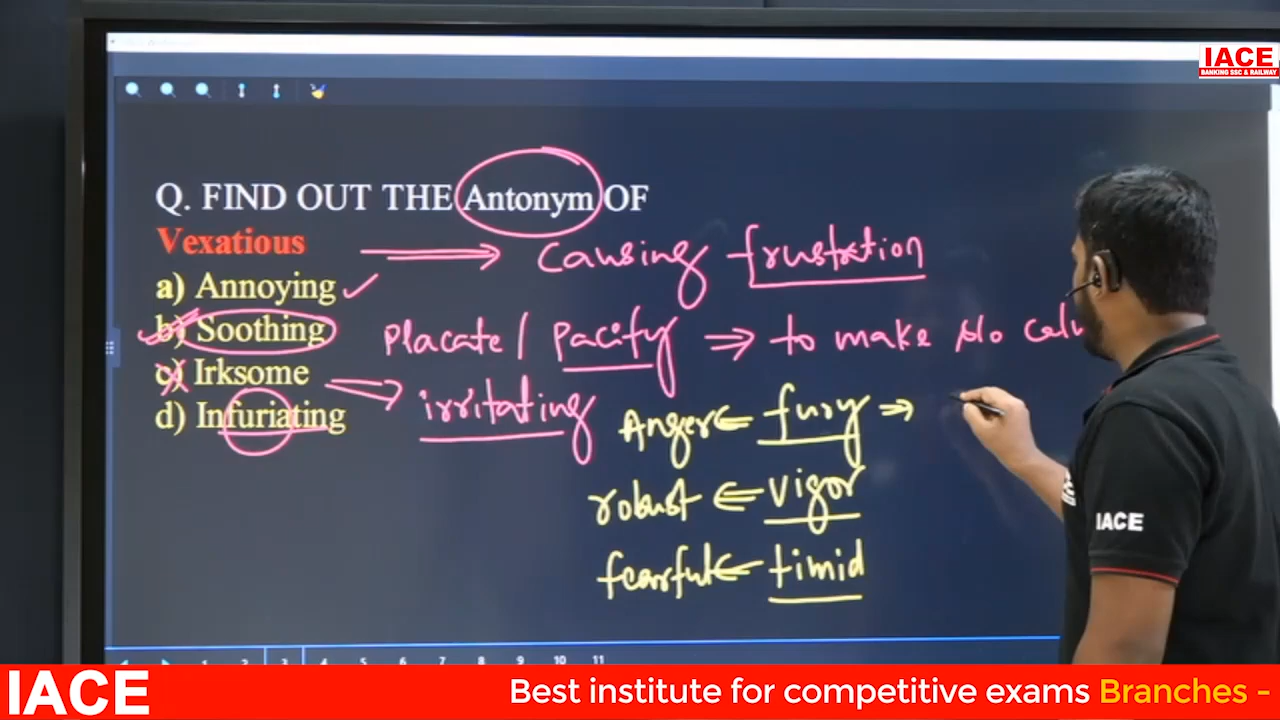 IACE
BANKING SSC & RAILWAY
Q. FIND OUT THE Antonym OF
Vexatious → causing frustration
a) Annoying
b) Soothing Placate / Pacify ⇒ to make s/o
c) Irksome ⇒ irritating
d) Infuriating
Anger ⇐ fury ⇒
robust ⇐ vigor
fearful ⇐ timid
IACE
1 2 3 4 5 6 7 8 9 10 11
IACE Best institute for competitive exams Branches -